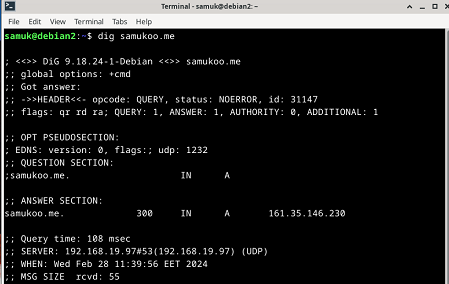 Terminal - samuk@debian2: ~
File Edit View Terminal Tabs Help
samuk@debian2:~$ dig samukoo.me
; <<>> DiG 9.18.24-1-Debian <<>> samukoo.me
;; global options: +cmd
;; Got answer:
;; ->>HEADER<<- opcode: QUERY, status: NOERROR, id: 31147
;; flags: qr rd ra; QUERY: 1, ANSWER: 1, AUTHORITY: 0, ADDITIONAL: 1
;; OPT PSEUDOSECTION:
; EDNS: version: 0, flags:; udp: 1232
;; QUESTION SECTION:
;samukoo.me. IN A
;; ANSWER SECTION:
samukoo.me. 300 IN A 161.35.146.230
;; Query time: 108 msec
;; SERVER: 192.168.19.97#53(192.168.19.97) (UDP)
;; WHEN: Wed Feb 28 11:39:56 EET 2024
;; MSG SIZE rcvd: 55